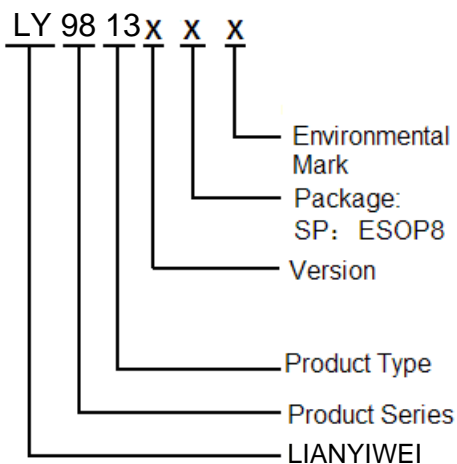 LY 98 13 x x x
Environmental
Mark
Package:
SP： ESOP8
Version
Product Type
Product Series
LIANYIWEI